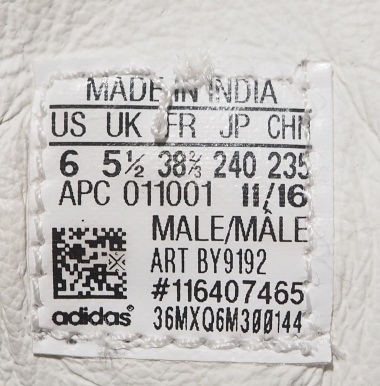 MADE IN INDIA
US UK FR JP CHN
6 5½ 38⅔ 240 235
APC 011001 11/16
MALE/MÂLE
ART BY9192
#116407465
adidas® 36MXQ6M300144